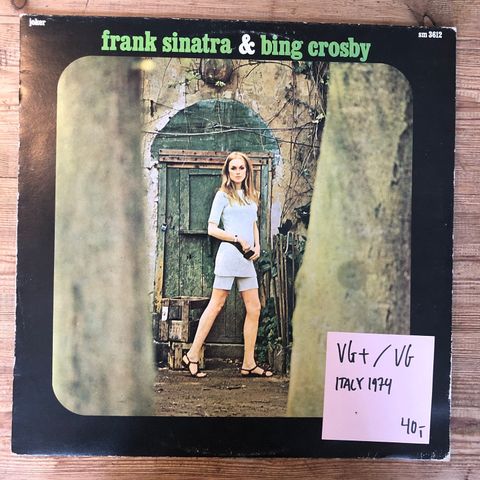 joker
sm 3612
frank sinatra & bing crosby
VG+/VG
ITALY 1974
40,-